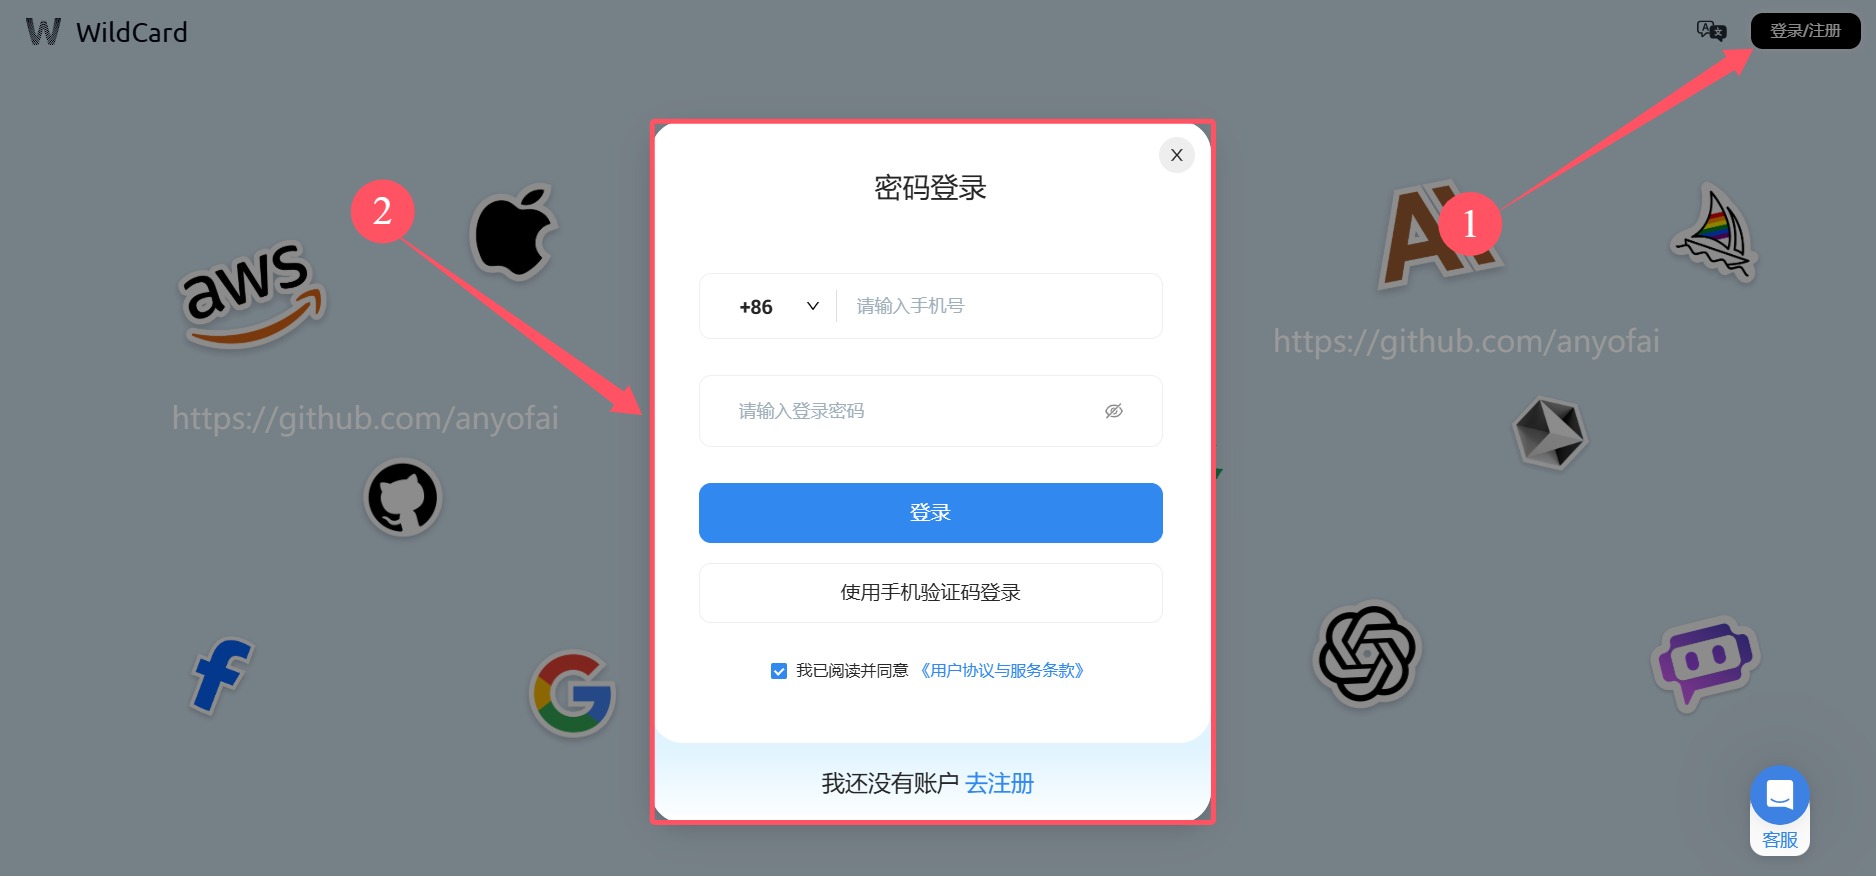 WildCard
登录/注册
密码登录
X
2
1
aws
+86
请输入手机号
https://github.com/anyofai
请输入登录密码
https://github.com/anyofai
登录
使用手机验证码登录
我已阅读并同意 《用户协议与服务条款》
我还没有账户 去注册
客服